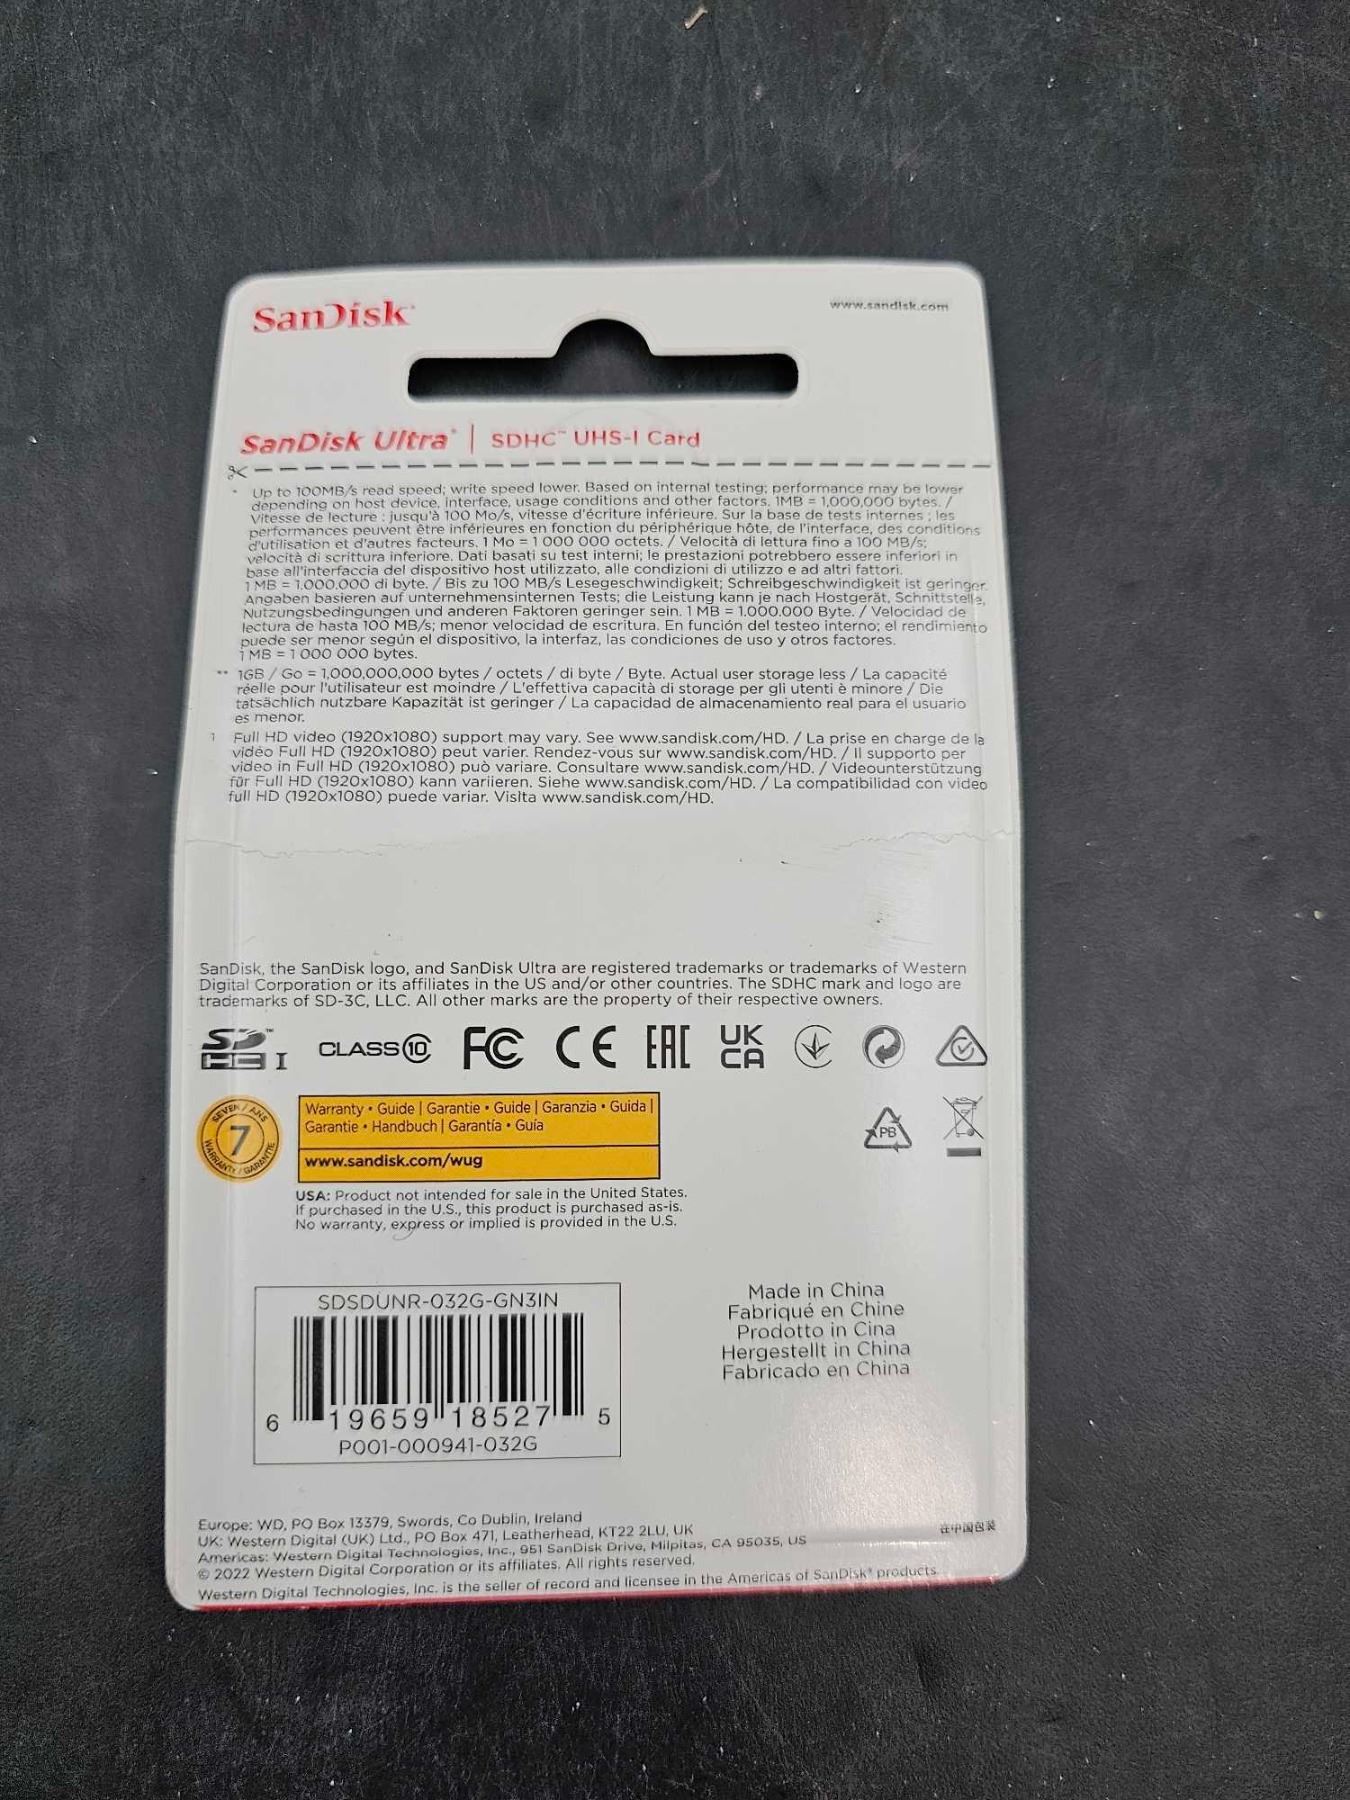 SanDisk®
www.sandisk.com
SanDisk Ultra® | SDHC™ UHS-I Card
* Up to 100MB/s read speed; write speed lower. Based on internal testing; performance may be lower
depending on host device, interface, usage conditions and other factors. 1MB = 1,000,000 bytes. /
Vitesse de lecture : jusqu'à 100 Mo/s, vitesse d'écriture inférieure. Sur la base de tests internes ; les
performances peuvent être inférieures en fonction du périphérique hôte, de l'interface, des conditions
d'utilisation et d'autres facteurs. 1 Mo = 1 000 000 octets. / Velocità di lettura fino a 100 MB/s;
velocità di scrittura inferiore. Dati basati su test interni; le prestazioni potrebbero essere inferiori in
base all'interfaccia del dispositivo host utilizzato, alle condizioni di utilizzo e ad altri fattori.
1 MB = 1.000.000 di byte. / Bis zu 100 MB/s Lesegeschwindigkeit; Schreibgeschwindigkeit ist geringer.
Angaben basieren auf unternehmensinternen Tests; die Leistung kann je nach Hostgerät, Schnittstelle,
Nutzungsbedingungen und anderen Faktoren geringer sein. 1 MB = 1.000.000 Byte. / Velocidad de
lectura de hasta 100 MB/s; menor velocidad de escritura. En función del testeo interno; el rendimiento
puede ser menor según el dispositivo, la interfaz, las condiciones de uso y otros factores.
1 MB = 1 000 000 bytes.
** 1GB / Go = 1,000,000,000 bytes / octets / di byte / Byte. Actual user storage less / La capacité
réelle pour l'utilisateur est moindre / L'effettiva capacità di storage per gli utenti è minore / Die
tatsächlich nutzbare Kapazität ist geringer / La capacidad de almacenamiento real para el usuario
es menor.
1 Full HD video (1920x1080) support may vary. See www.sandisk.com/HD. / La prise en charge de la
vidéo Full HD (1920x1080) peut varier. Rendez-vous sur www.sandisk.com/HD. / Il supporto per
video in Full HD (1920x1080) può variare. Consultare www.sandisk.com/HD. / Videounterstützung
für Full HD (1920x1080) kann variieren. Siehe www.sandisk.com/HD. / La compatibilidad con video
full HD (1920x1080) puede variar. Visita www.sandisk.com/HD.
SanDisk, the SanDisk logo, and SanDisk Ultra are registered trademarks or trademarks of Western
Digital Corporation or its affiliates in the US and/or other countries. The SDHC mark and logo are
trademarks of SD-3C, LLC. All other marks are the property of their respective owners.
SD HC I™ CLASS 10 FC CE EAC UK CA
SEVEN / ANS
7
WARRANTY / GARANTIE
Warranty • Guide | Garantie • Guide | Garanzia • Guida |
Garantie • Handbuch | Garantía • Guía
www.sandisk.com/wug
PB
USA: Product not intended for sale in the United States.
If purchased in the U.S., this product is purchased as-is.
No warranty, express or implied is provided in the U.S.
SDSDUNR-032G-GN3IN
6 19659 18527 5
P001-000941-032G
Made in China
Fabriqué en Chine
Prodotto in Cina
Hergestellt in China
Fabricado en China
Europe: WD, PO Box 13379, Swords, Co Dublin, Ireland
UK: Western Digital (UK) Ltd., PO Box 471, Leatherhead, KT22 2LU, UK
Americas: Western Digital Technologies, Inc., 951 SanDisk Drive, Milpitas, CA 95035, US
© 2022 Western Digital Corporation or its affiliates. All rights reserved.
Western Digital Technologies, Inc. is the seller of record and licensee in the Americas of SanDisk® products.
在中国包装